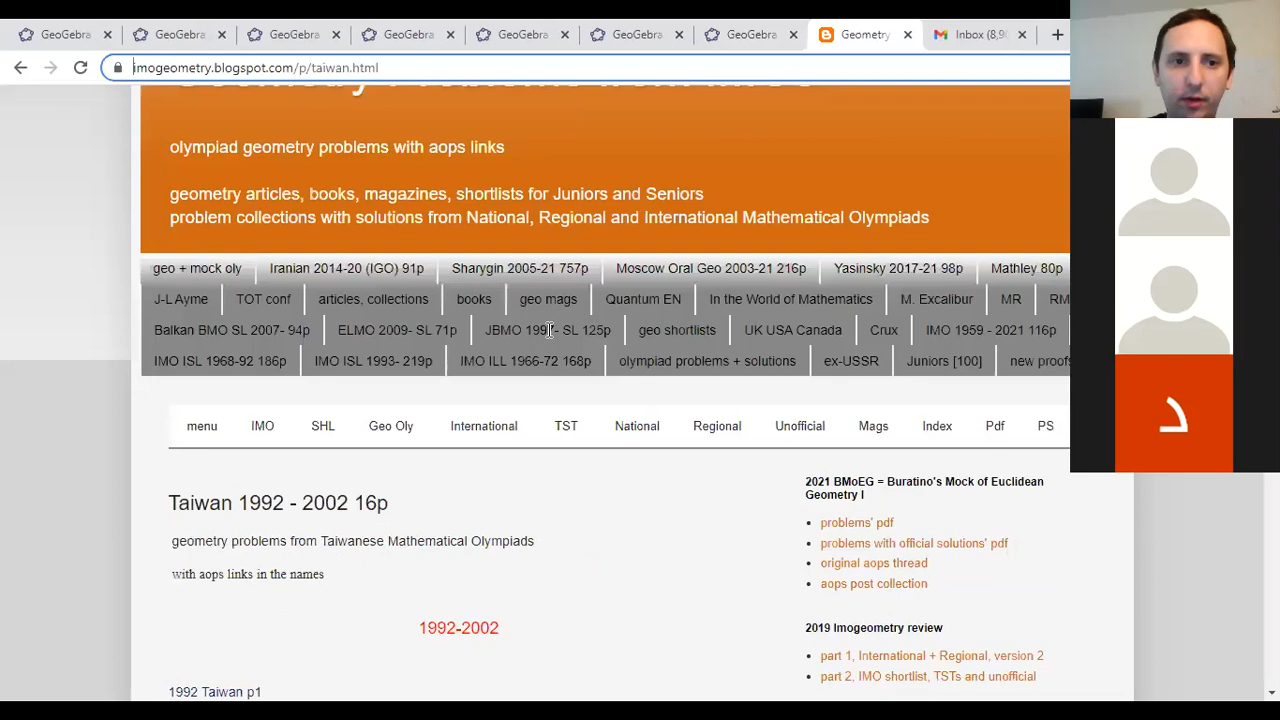 GeoGebra × GeoGebra × GeoGebra × GeoGebra × GeoGebra × GeoGebra × GeoGebra × Geometry × Inbox (8,9 × +
imogeometry.blogspot.com/p/taiwan.html
olympiad geometry problems with aops links
geometry articles, books, magazines, shortlists for Juniors and Seniors
problem collections with solutions from National, Regional and International Mathematical Olympiads
geo + mock oly Iranian 2014-20 (IGO) 91p Sharygin 2005-21 757p Moscow Oral Geo 2003-21 216p Yasinsky 2017-21 98p Mathley 80p
J-L Ayme TOT conf articles, collections books geo mags Quantum EN In the World of Mathematics M. Excalibur MR RM
Balkan BMO SL 2007- 94p ELMO 2009- SL 71p JBMO 1997- SL 125p geo shortlists UK USA Canada Crux IMO 1959 - 2021 116p
IMO ISL 1968-92 186p IMO ISL 1993- 219p IMO ILL 1966-72 168p olympiad problems + solutions ex-USSR Juniors [100] new proofs
menu IMO SHL Geo Oly International TST National Regional Unofficial Mags Index Pdf PS
Taiwan 1992 - 2002 16p
geometry problems from Taiwanese Mathematical Olympiads
with aops links in the names
1992-2002
1992 Taiwan p1
2021 BMoEG = Buratino's Mock of Euclidean
Geometry I
problems' pdf
problems with official solutions' pdf
original aops thread
aops post collection
2019 Imogeometry review
part 1, International + Regional, version 2
part 2, IMO shortlist, TSTs and unofficial
ב